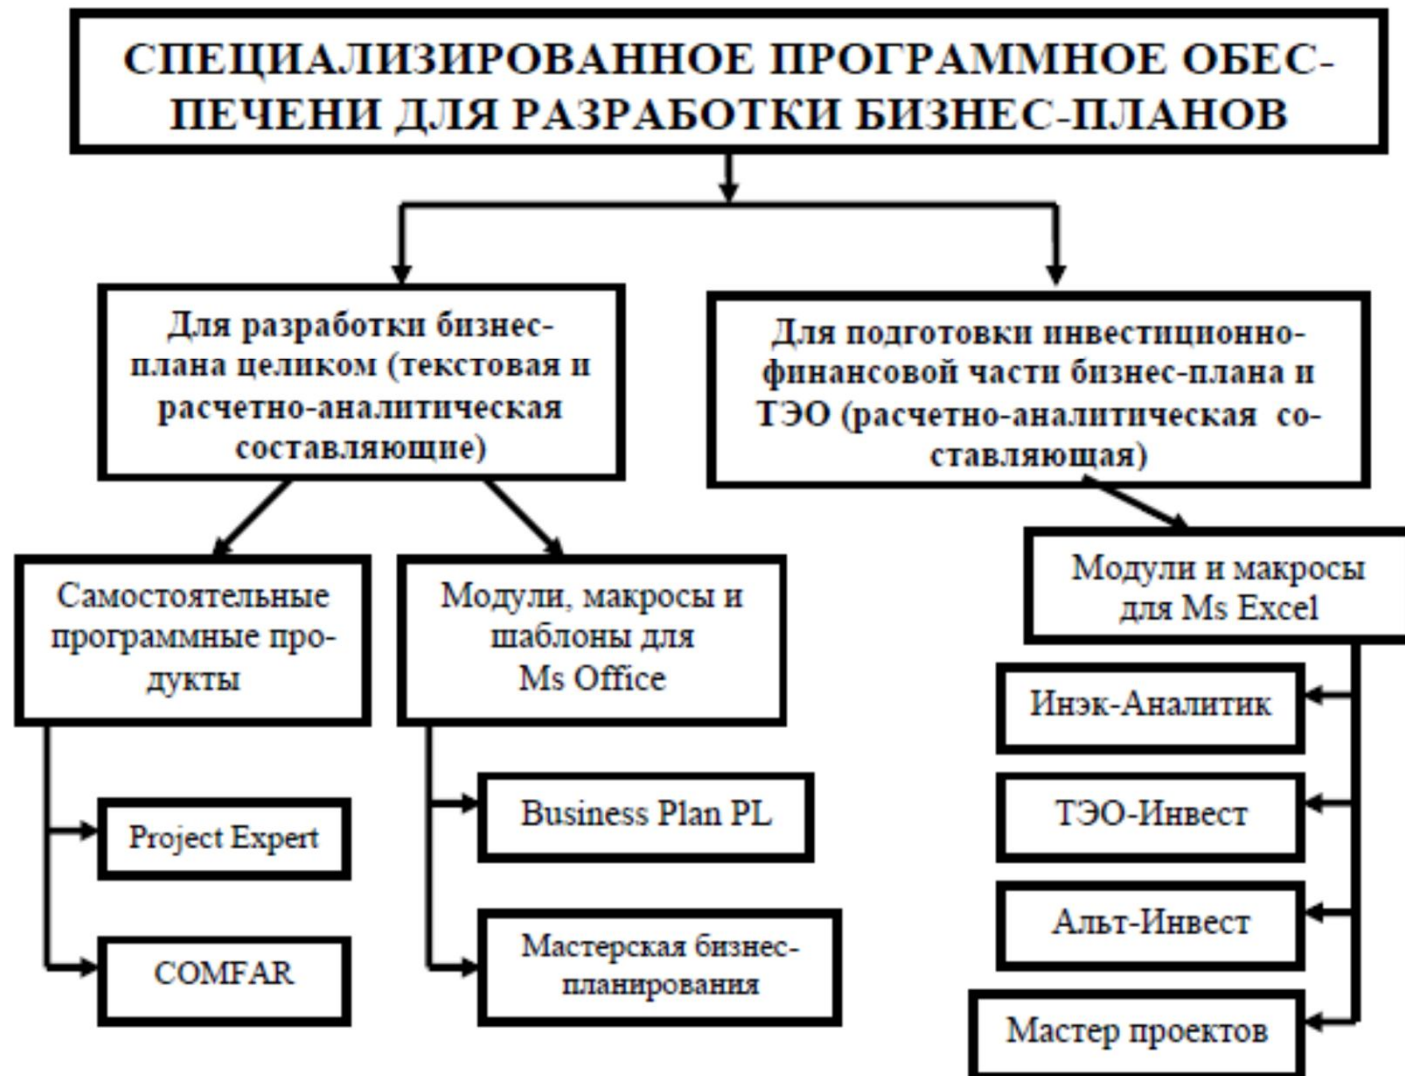 СПЕЦИАЛИЗИРОВАННОЕ ПРОГРАММНОЕ ОБЕС-
ПЕЧЕНИ ДЛЯ РАЗРАБОТКИ БИЗНЕС-ПЛАНОВ
Для разработки бизнес-
плана целиком (текстовая и
расчетно-аналитическая
составляющие)
Для подготовки инвестиционно-
финансовой части бизнес-плана и
ТЭО (расчетно-аналитическая со-
ставляющая)
Самостоятельные
программные про-
дукты
Project Expert
COMFAR
Модули, макросы и
шаблоны для
Ms Office
Business Plan PL
Мастерская бизнес-
планирования
Модули и макросы
для Ms Excel
Инэк-Аналитик
ТЭО-Инвест
Альт-Инвест
Мастер проектов